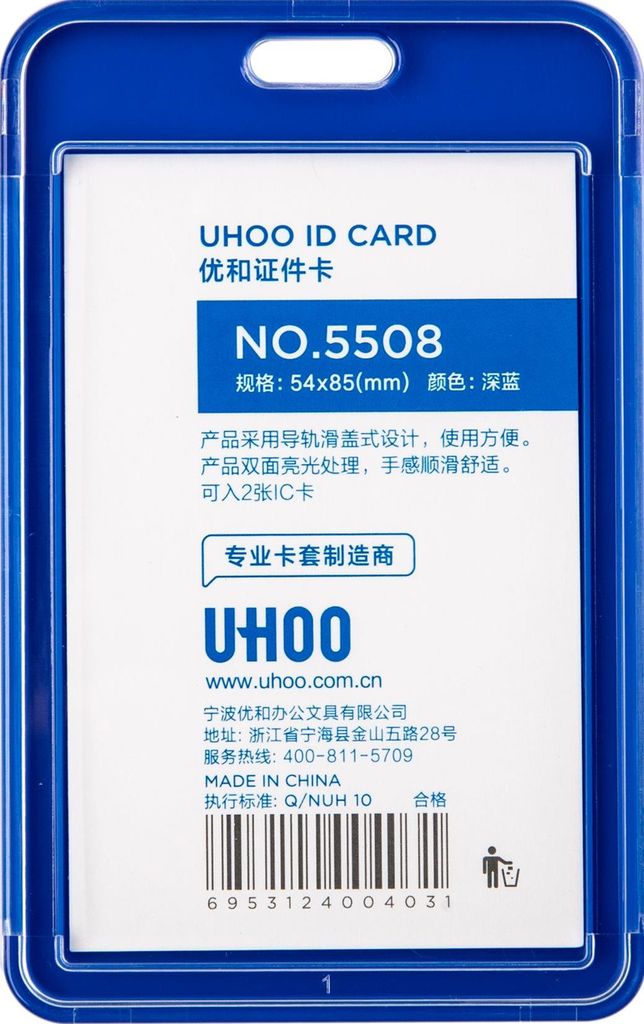 UHOO ID CARD
优和证件卡
NO.5508
规格: 54x85(mm) 颜色: 深蓝
产品采用导轨滑盖式设计，使用方便。
产品双面亮光处理，手感顺滑舒适。
可入2张IC卡
专业卡套制造商
UHOO
www.uhoo.com.cn
宁波优和办公文具有限公司
地址: 浙江省宁海县金山五路28号
服务热线: 400-811-5709
MADE IN CHINA
执行标准: Q/NUH 10 合格
6953124004031
1